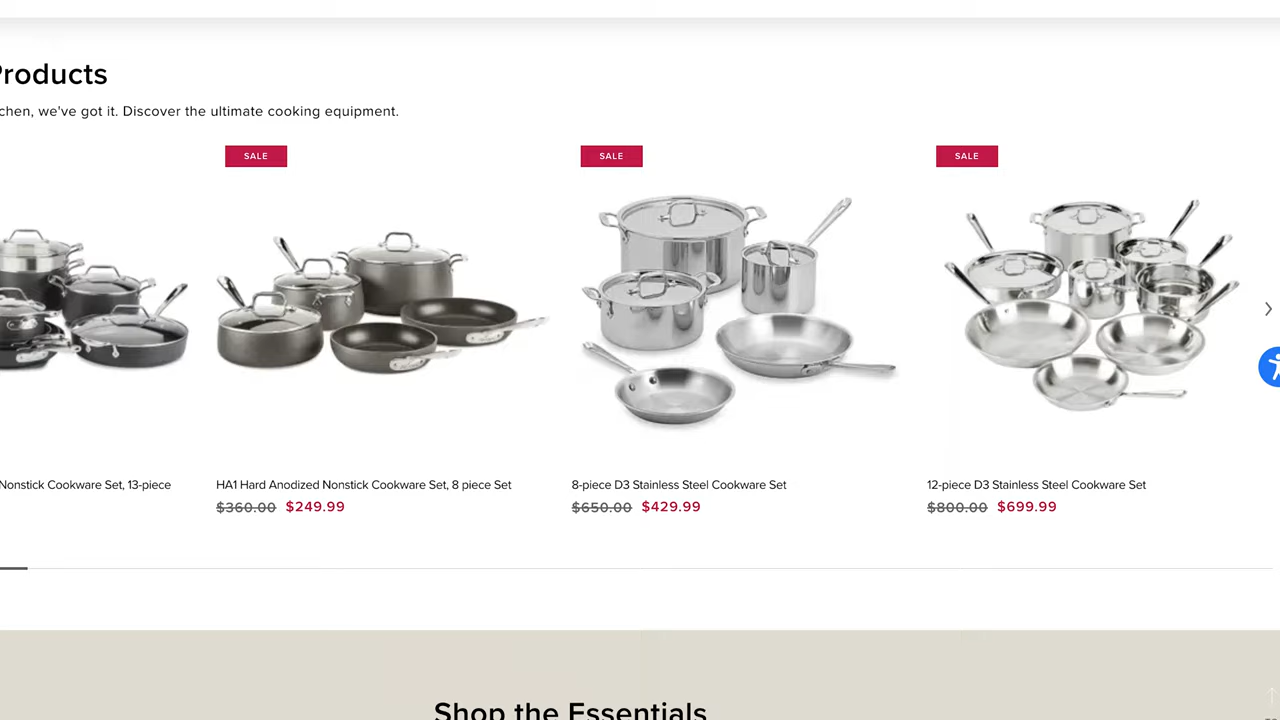 Products
chen, we've got it. Discover the ultimate cooking equipment.
SALE
SALE
SALE
Nonstick Cookware Set, 13-piece
HA1 Hard Anodized Nonstick Cookware Set, 8 piece Set
$360.00 $249.99
8-piece D3 Stainless Steel Cookware Set
$650.00 $429.99
12-piece D3 Stainless Steel Cookware Set
$800.00 $699.99
Shop the Essentials